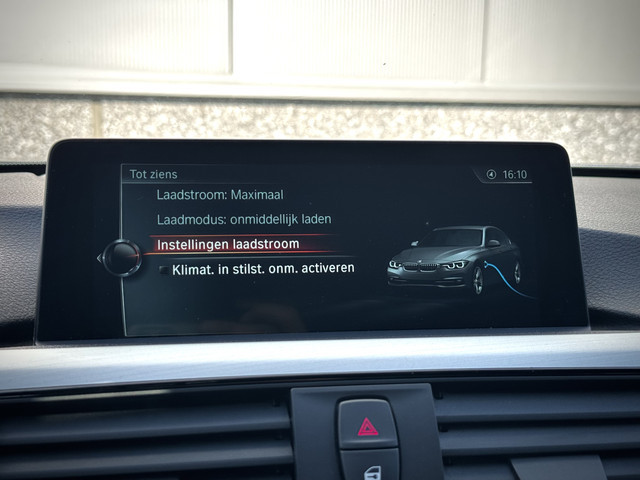 Tot ziens
16:10
Laadstroom: Maximaal
Laadmodus: onmiddellijk laden
Instellingen laadstroom
Klimat. in stilst. onm. activeren